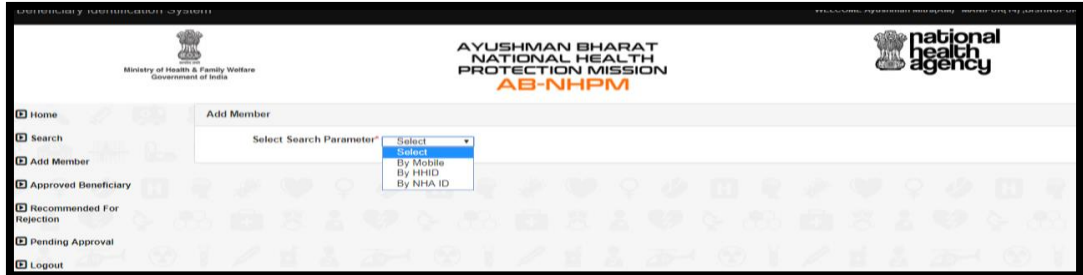 Beneficiary Identification System
Ministry of Health & Family Welfare
Government of India
AYUSHMAN BHARAT
NATIONAL HEALTH
PROTECTION MISSION
AB-NHPM
national
health
agency
Home
Search
Add Member
Approved Beneficiary
Recommended For
Rejection
Pending Approval
Logout
Add Member
Select Search Parameter*
Select
Select
By Mobile
By HHID
By NHA ID